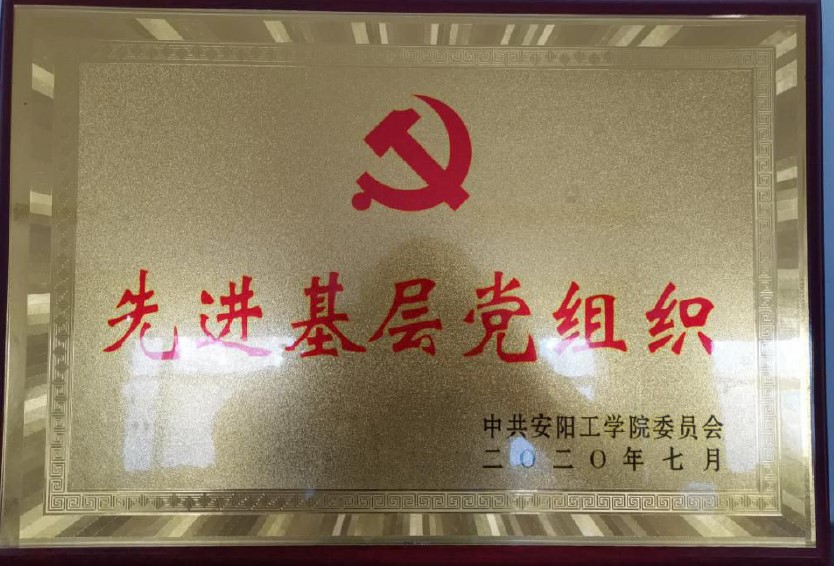 先进基层党组织
中共安阳工学院委员会
二〇二〇年七月